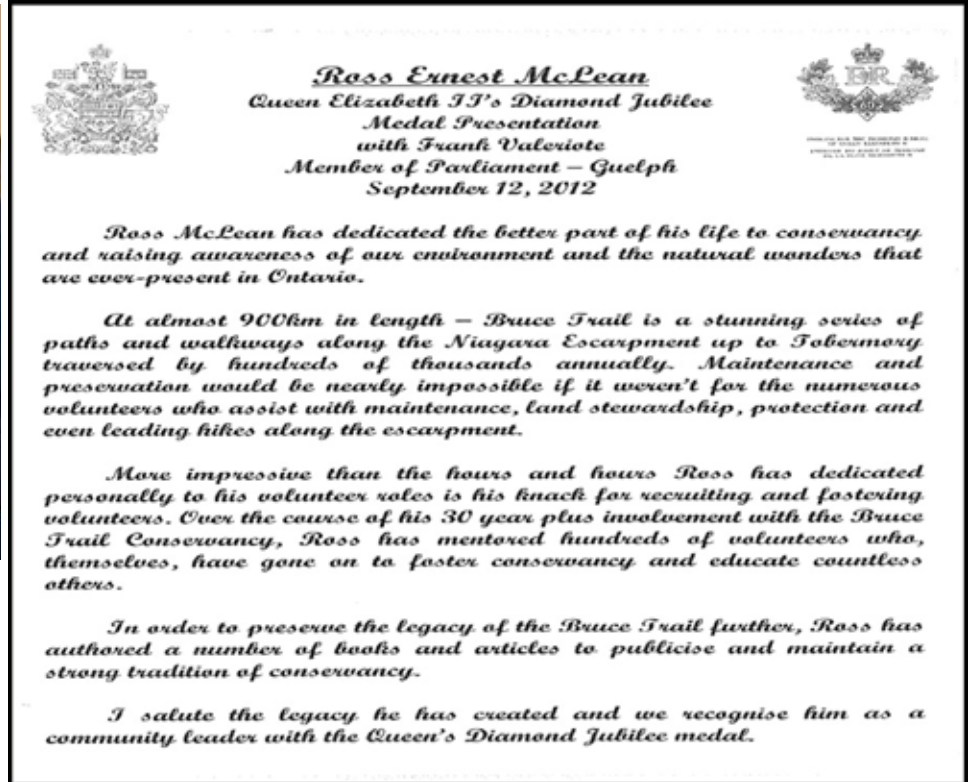 Ross Ernest McLean
Queen Elizabeth II's Diamond Jubilee
Medal Presentation
with Frank Valeriote
Member of Parliament – Guelph
September 12, 2012
Ross McLean has dedicated the better part of his life to conservancy
and raising awareness of our environment and the natural wonders that
are ever-present in Ontario.
At almost 900km in length – Bruce Trail is a stunning series of
paths and walkways along the Niagara Escarpment up to Tobermory
traversed by hundreds of thousands annually. Maintenance and
preservation would be nearly impossible if it weren't for the numerous
volunteers who assist with maintenance, land stewardship, protection and
even leading hikes along the escarpment.
More impressive than the hours and hours Ross has dedicated
personally to his volunteer roles is his knack for recruiting and fostering
volunteers. Over the course of his 30 year plus involvement with the Bruce
Trail Conservancy, Ross has mentored hundreds of volunteers who,
themselves, have gone on to foster conservancy and educate countless
others.
In order to preserve the legacy of the Bruce Trail further, Ross has
authored a number of books and articles to publicise and maintain a
strong tradition of conservancy.
I salute the legacy he has created and we recognise him as a
community leader with the Queen's Diamond Jubilee medal.